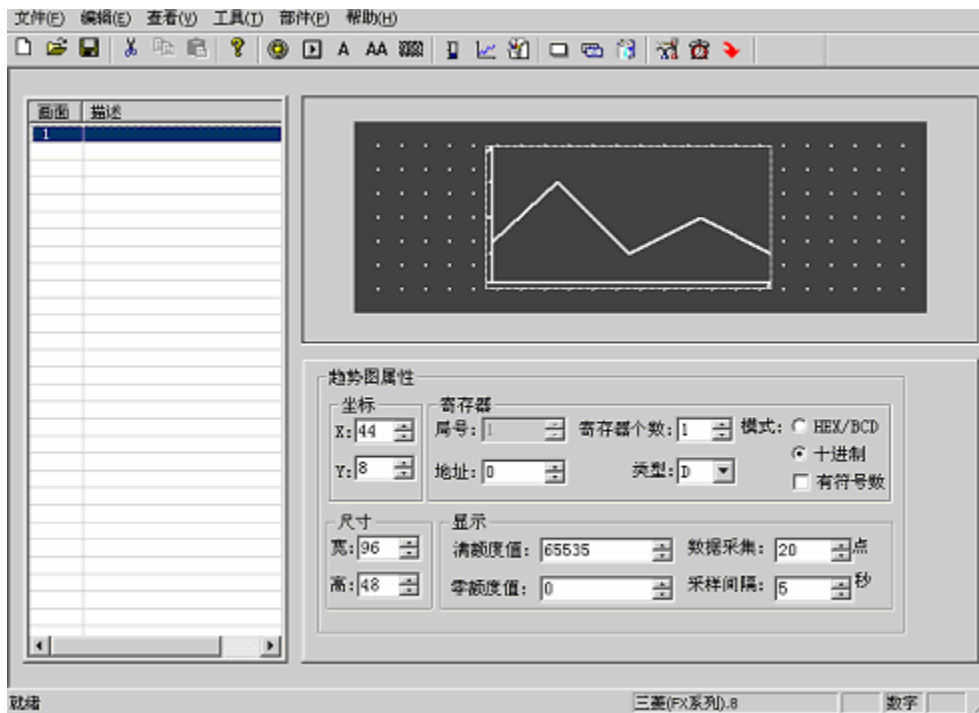 文件(F) 编辑(E) 查看(V) 工具(T) 部件(P) 帮助(H)
A AA
画面 描述
1
趋势图属性
坐标 寄存器
X: 44 局号: 1 寄存器个数: 1 模式: HEX/BCD
十进制
Y: 8 地址: 0 类型: D
有符号数
尺寸 显示
宽: 96 满额度值: 65535 数据采集: 20 点
高: 48 零额度值: 0 采样间隔: 5 秒
就绪 三菱(FX系列).8 数字